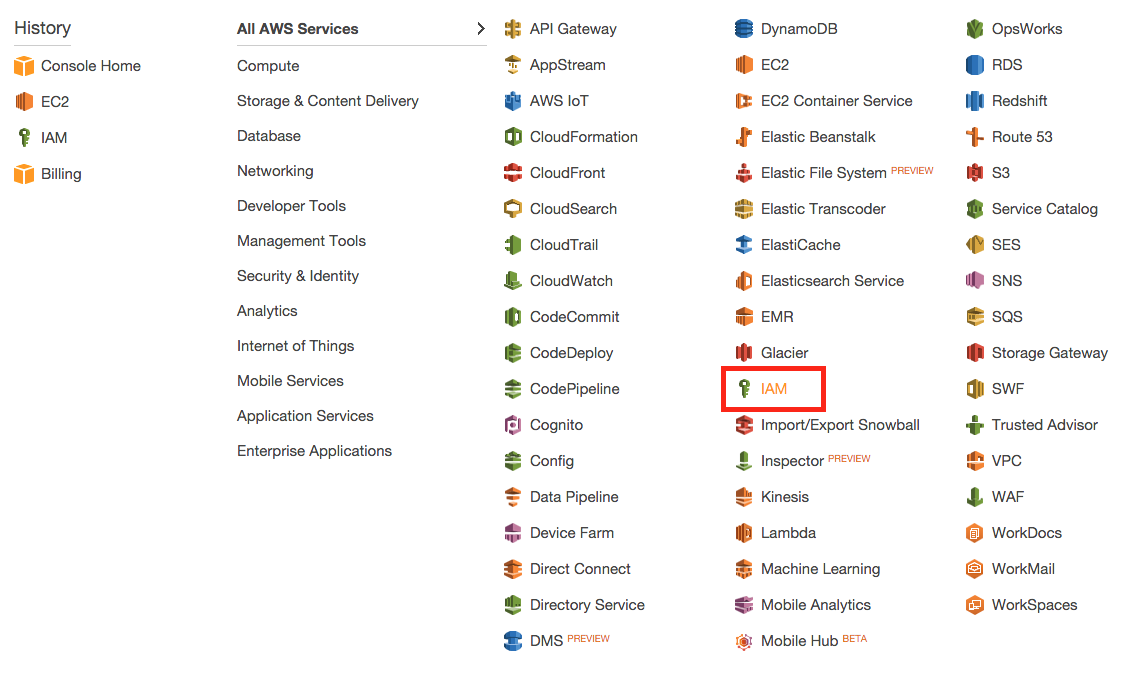 History
Console Home
EC2
IAM
Billing
All AWS Services
Compute
Storage & Content Delivery
Database
Networking
Developer Tools
Management Tools
Security & Identity
Analytics
Internet of Things
Mobile Services
Application Services
Enterprise Applications
API Gateway
AppStream
AWS IoT
CloudFormation
CloudFront
CloudSearch
CloudTrail
CloudWatch
CodeCommit
CodeDeploy
CodePipeline
Cognito
Config
Data Pipeline
Device Farm
Direct Connect
Directory Service
DMS PREVIEW
DynamoDB
EC2
EC2 Container Service
Elastic Beanstalk
Elastic File System PREVIEW
Elastic Transcoder
ElastiCache
Elasticsearch Service
EMR
Glacier
IAM
Import/Export Snowball
Inspector PREVIEW
Kinesis
Lambda
Machine Learning
Mobile Analytics
Mobile Hub BETA
OpsWorks
RDS
Redshift
Route 53
S3
Service Catalog
SES
SNS
SQS
Storage Gateway
SWF
Trusted Advisor
VPC
WAF
WorkDocs
WorkMail
WorkSpaces